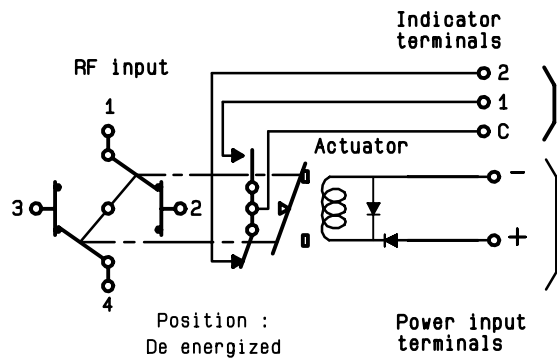 Indicator
terminals
RF input
2
1
C
1
Actuator
-
3
2
+
4
Position :
De energized
Power input
terminals